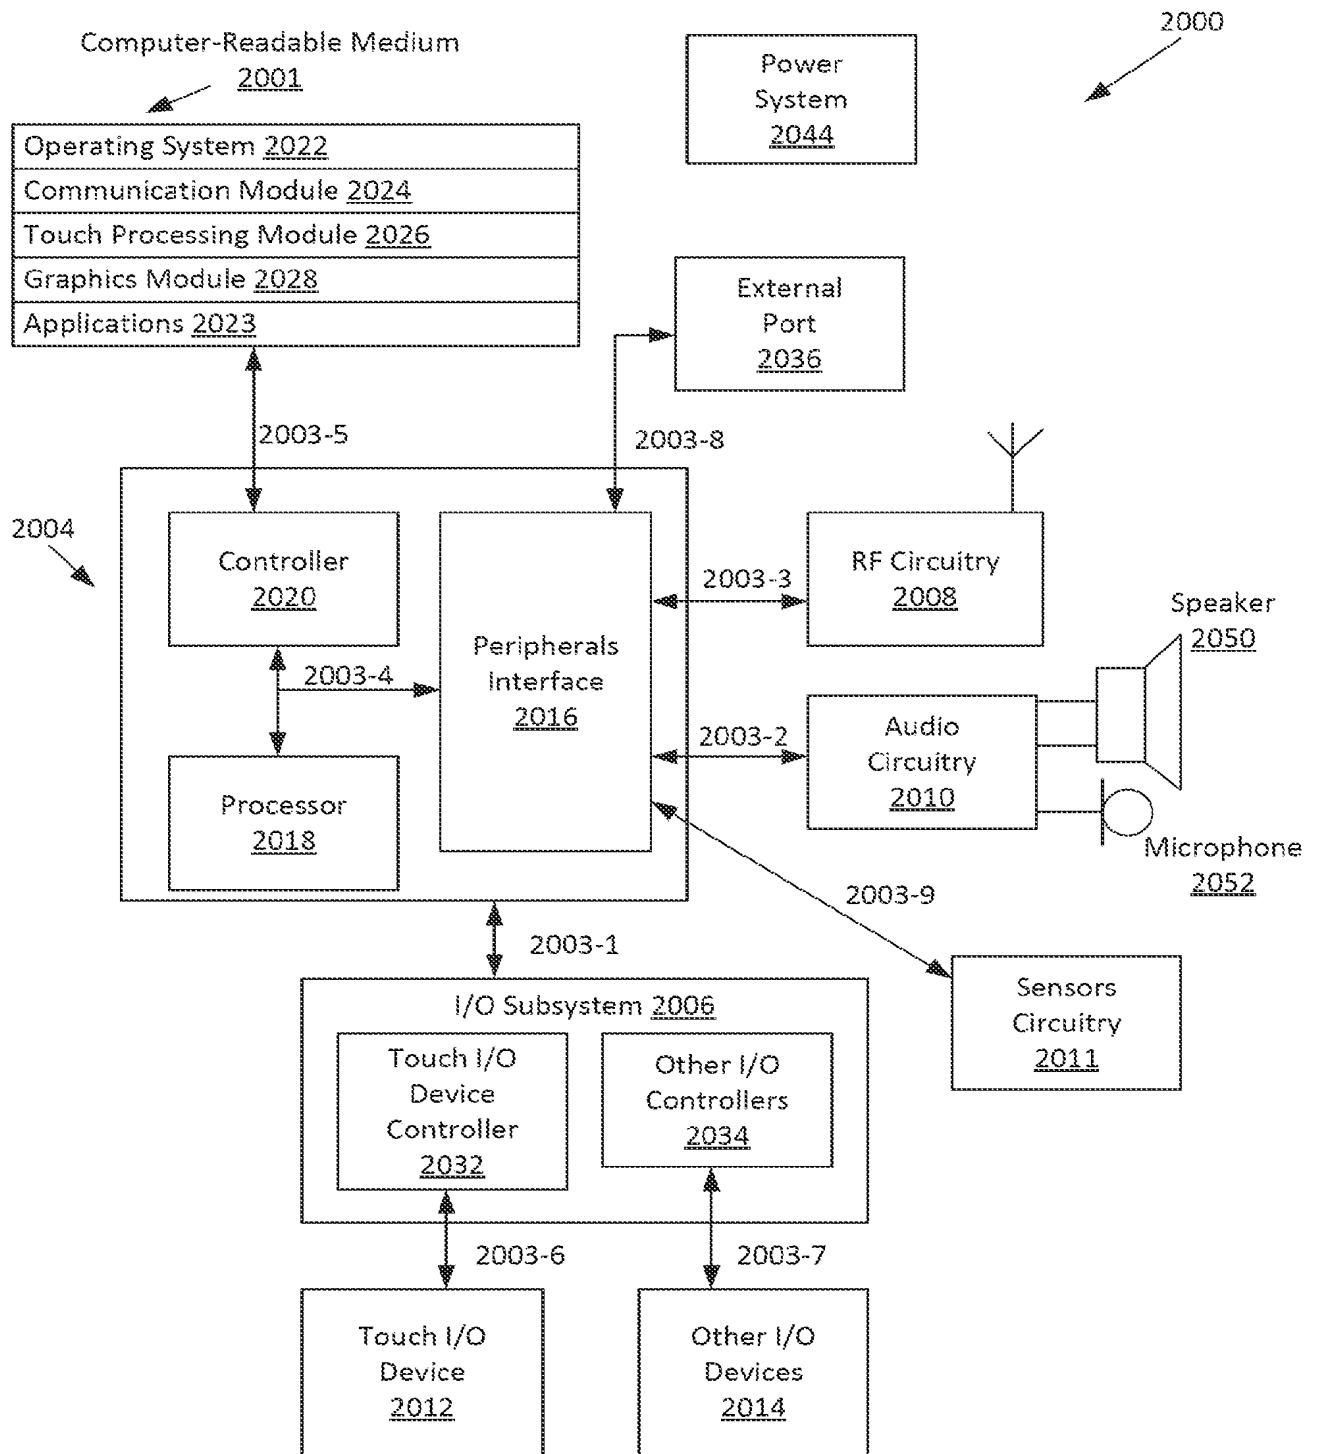 Computer-Readable Medium
2001
2000
Power
System
2044
Operating System 2022
Communication Module 2024
Touch Processing Module 2026
Graphics Module 2028
Applications 2023
External
Port
2036
2003-5
2003-8
2004
Controller
2020
RF Circuitry
2008
2003-3
Speaker
2050
Peripherals
Interface
2016
2003-4
2003-2
Audio
Circuitry
2010
Processor
2018
Microphone
2052
2003-9
2003-1
Sensors
Circuitry
2011
I/O Subsystem 2006
Touch I/O
Device
Controller
2032
Other I/O
Controllers
2034
2003-6
2003-7
Touch I/O
Device
2012
Other I/O
Devices
2014